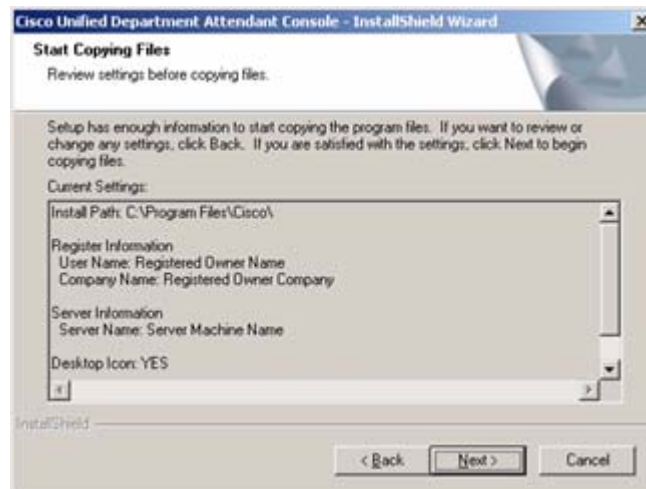 Cisco Unified Department Attendant Console - InstallShield Wizard
Start Copying Files
Review settings before copying files.
Setup has enough information to start copying the program files. If you want to review or
change any settings, click Back. If you are satisfied with the settings, click Next to begin
copying files.
Current Settings:
Install Path: C:\Program Files\Cisco\
Register Information
User Name: Registered Owner Name
Company Name: Registered Owner Company
Server Information
Server Name: Server Machine Name
Desktop Icon: YES
InstallShield
< Back
Next >
Cancel